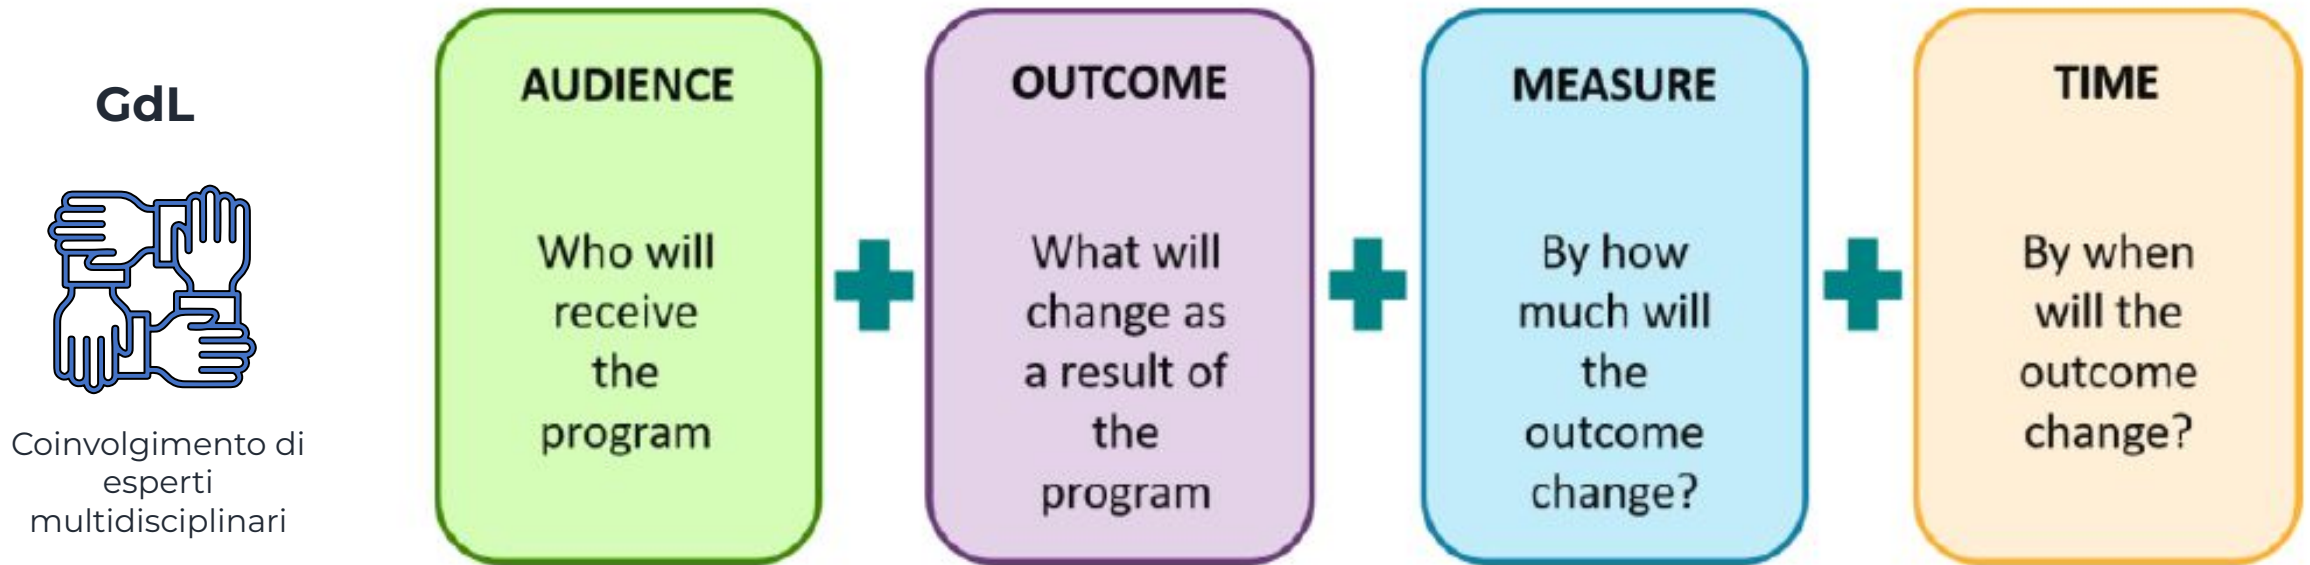 GdL
Coinvolgimento di
esperti
multidisciplinari
AUDIENCE
Who will
receive
the
program
OUTCOME
What will
change as
a result of
the
program
MEASURE
By how
much will
the
outcome
change?
TIME
By when
will the
outcome
change?